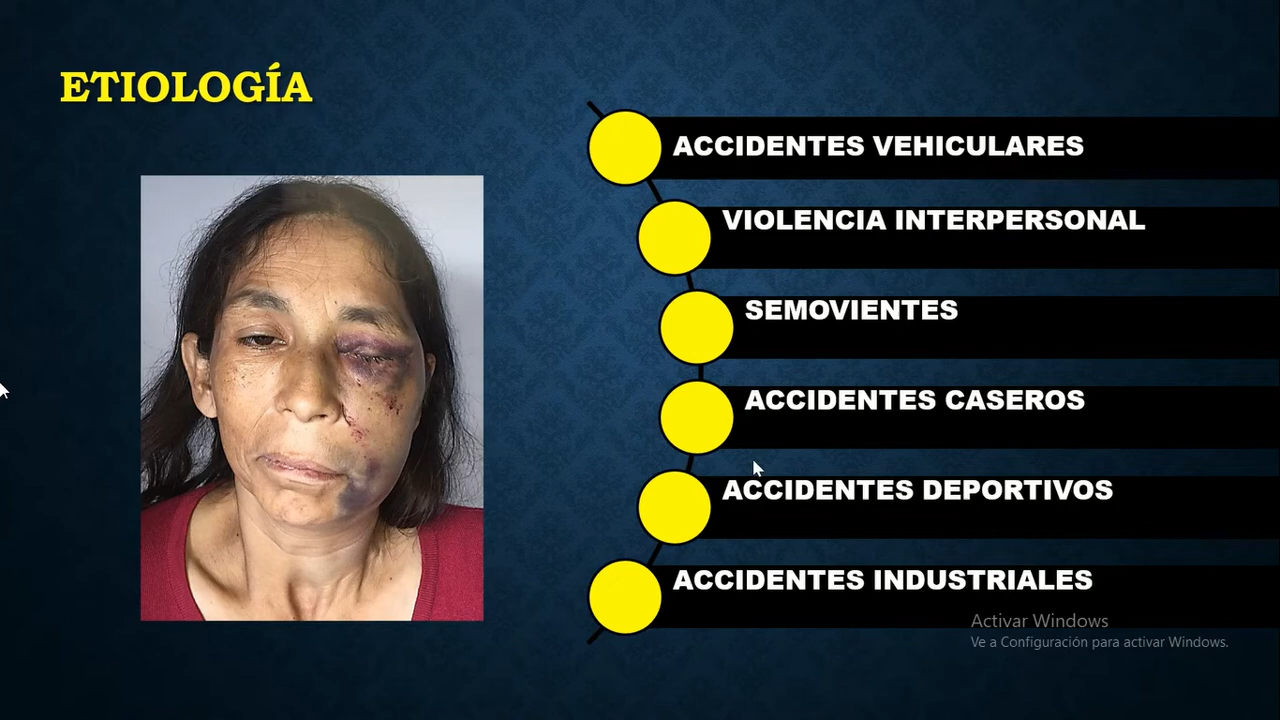 ETIOLOGÍA
ACCIDENTES VEHICULARES
VIOLENCIA INTERPERSONAL
SEMOVIENTES
ACCIDENTES CASEROS
ACCIDENTES DEPORTIVOS
ACCIDENTES INDUSTRIALES
Activar Windows
Ve a Configuración para activar Windows.